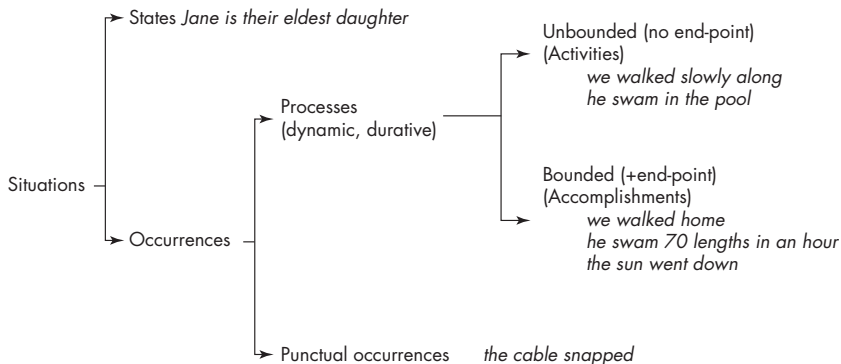 States Jane is their eldest daughter
Unbounded (no end-point)
(Activities)
we walked slowly along
he swam in the pool
Processes
(dynamic, durative)
Situations
Bounded (+end-point)
(Accomplishments)
we walked home
he swam 70 lengths in an hour
the sun went down
Occurrences
Punctual occurrences the cable snapped